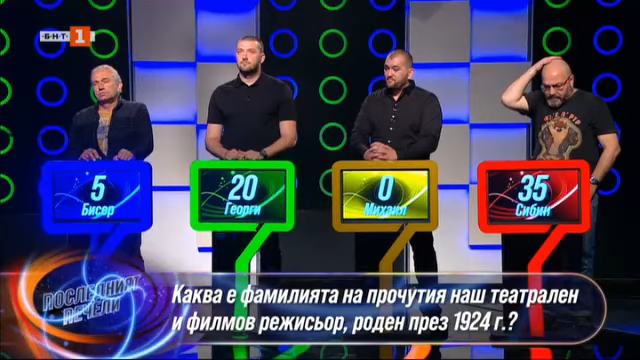 БНТ 1
5
Бисер
20
Георги
0
Михаил
35
Сибин
ПОСЛЕДНИЯТ
ПЕЧЕЛИ
Каква е фамилията на прочутия наш театрален
и филмов режисьор, роден през 1924 г.?